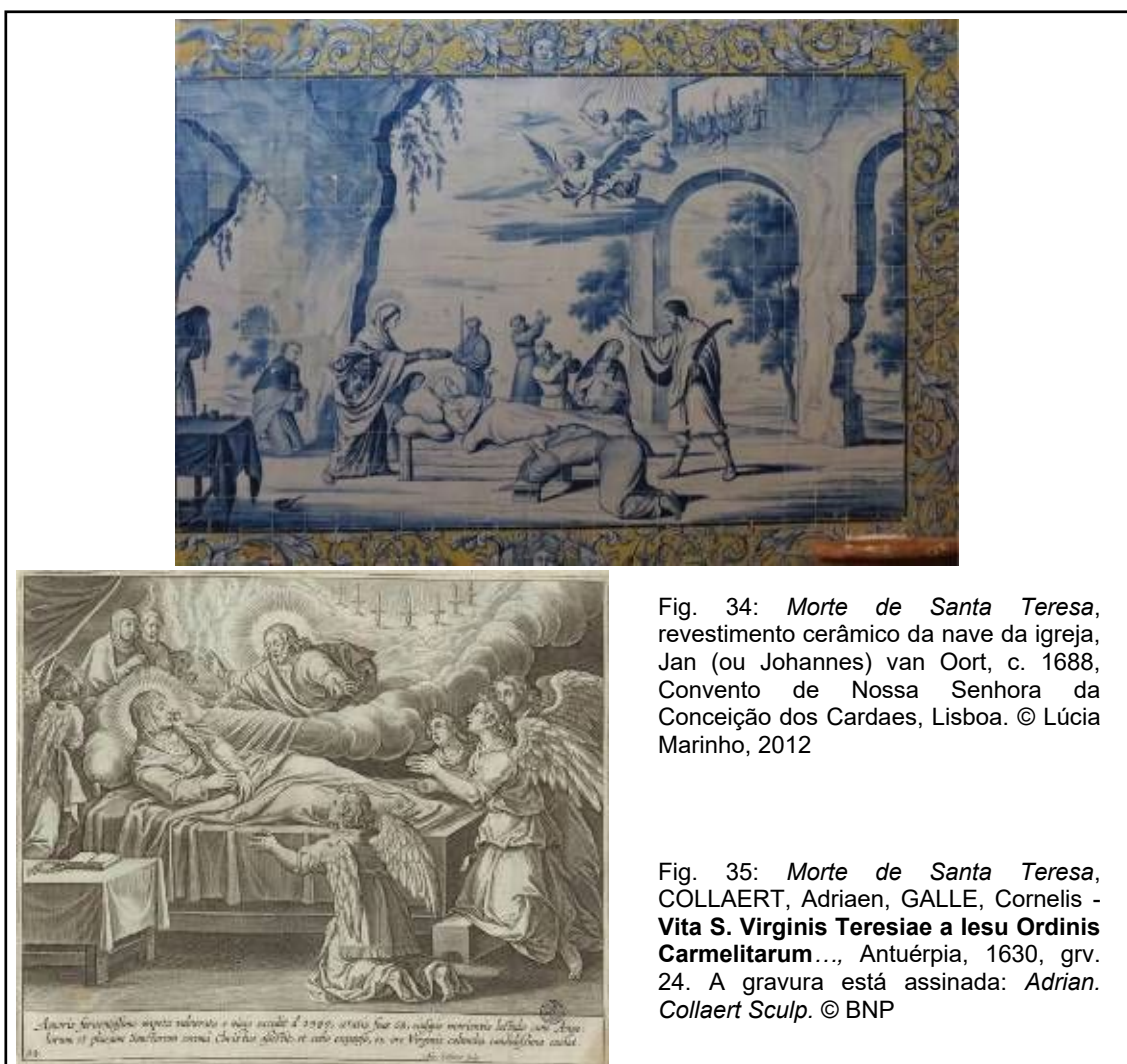 Fig. 34: Morte de Santa Teresa,
revestimento cerâmico da nave da igreja,
Jan (ou Johannes) van Oort, c. 1688,
Convento de Nossa Senhora da
Conceição dos Cardaes, Lisboa. © Lúcia
Marinho, 2012
Fig. 35: Morte de Santa Teresa,
COLLAERT, Adriaen, GALLE, Cornelis -
Vita S. Virginis Teresiae a Iesu Ordinis
Carmelitarum…, Antuérpia, 1630, grv.
24. A gravura está assinada: Adrian.
Collaert Sculp. © BNP